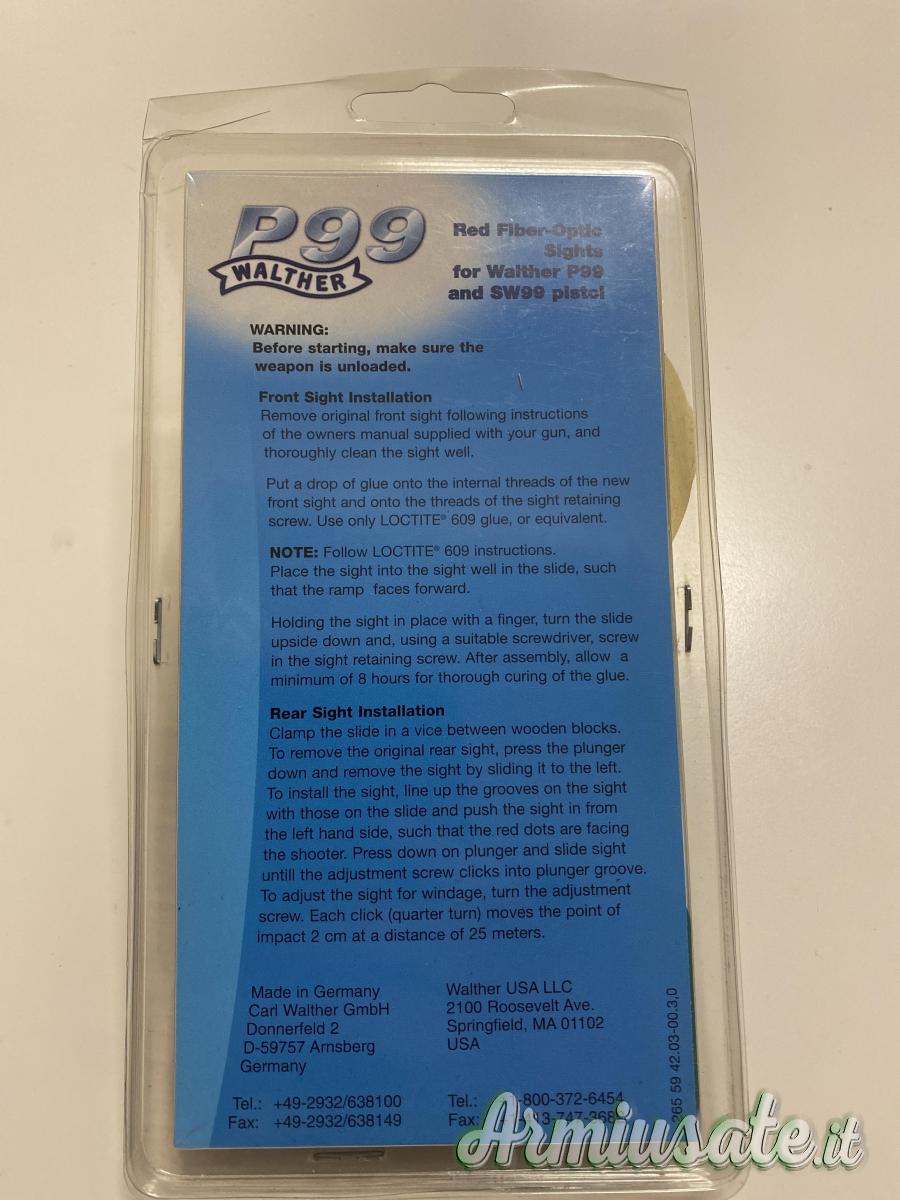 P99
WALTHER
Red Fiber-Optic
Sights
for Walther P99
and SW99 pistol
WARNING:
Before starting, make sure the
weapon is unloaded.
Front Sight Installation
Remove original front sight following instructions
of the owners manual supplied with your gun, and
thoroughly clean the sight well.
Put a drop of glue onto the internal threads of the new
front sight and onto the threads of the sight retaining
screw. Use only LOCTITE® 609 glue, or equivalent.
NOTE: Follow LOCTITE® 609 instructions.
Place the sight into the sight well in the slide, such
that the ramp faces forward.
Holding the sight in place with a finger, turn the slide
upside down and, using a suitable screwdriver, screw
in the sight retaining screw. After assembly, allow a
minimum of 8 hours for thorough curing of the glue.
Rear Sight Installation
Clamp the slide in a vice between wooden blocks.
To remove the original rear sight, press the plunger
down and remove the sight by sliding it to the left.
To install the sight, line up the grooves on the sight
with those on the slide and push the sight in from
the left hand side, such that the red dots are facing
the shooter. Press down on plunger and slide sight
untill the adjustment screw clicks into plunger groove.
To adjust the sight for windage, turn the adjustment
screw. Each click (quarter turn) moves the point of
impact 2 cm at a distance of 25 meters.
Made in Germany
Carl Walther GmbH
Donnerfeld 2
D-59757 Arnsberg
Germany
Tel.: +49-2932/638100
Fax: +49-2932/638149
Walther USA LLC
2100 Roosevelt Ave.
Springfield, MA 01102
USA
Tel.: -800-372-6454
Fax:
265 59 42.03-00.3,0
Armiusate.it